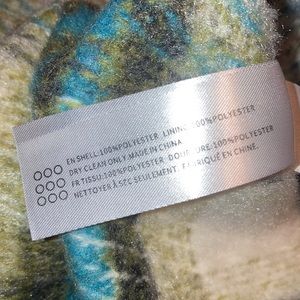 EN SHELL:100%POLYESTER LINING:100%POLYESTER
DRY CLEAN ONLY.MADE IN CHINA
FR TISSU:100%POLYESTER DOUBLURE:100%POLYESTER
NETTOYER À SEC SEULEMENT. FABRIQUÉ EN CHINE.